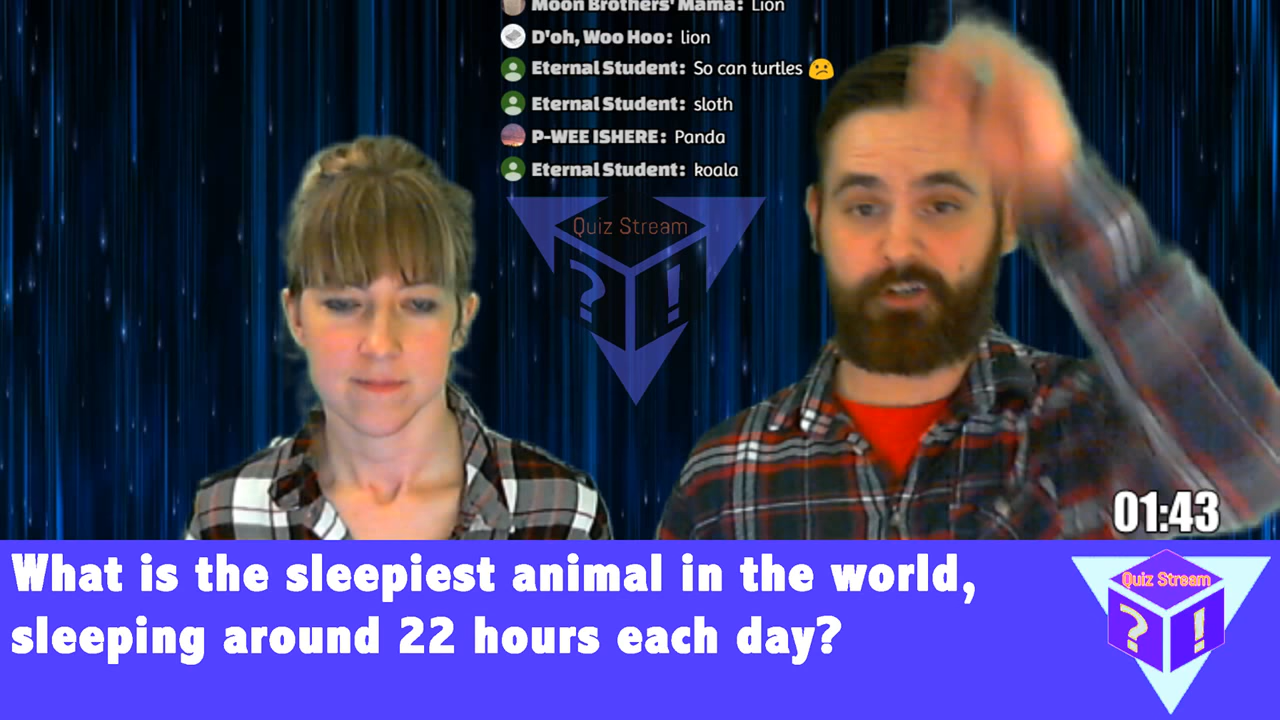 Moon Brothers' Mama: Lion
D'oh, Woo Hoo: lion
Eternal Student: So can turtles 😕
Eternal Student: sloth
P-WEE ISHERE: Panda
Eternal Student: koala
Quiz Stream
? !
01:43
What is the sleepiest animal in the world,
sleeping around 22 hours each day?
Quiz Stream
? !